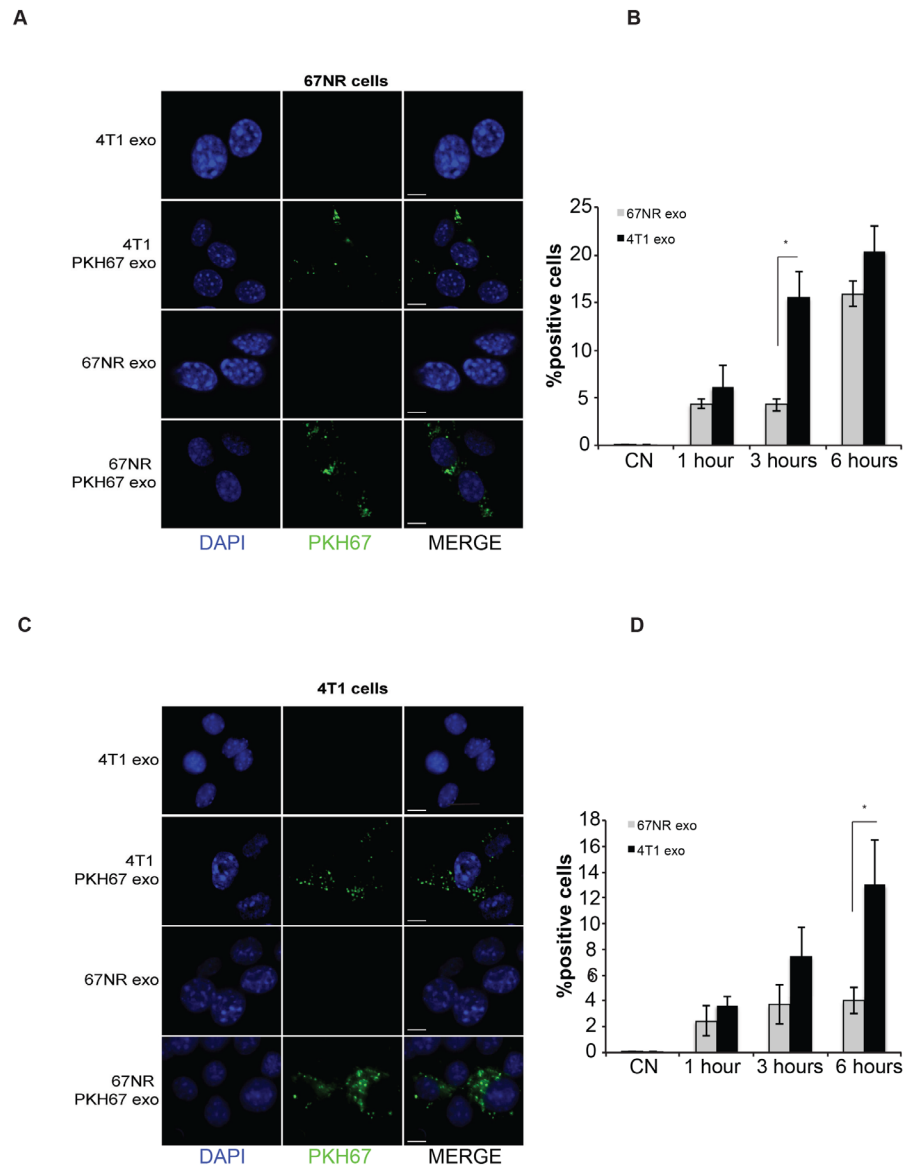 A
B
67NR cells
4T1 exo
4T1
PKH67 exo
67NR exo
67NR
PKH67 exo
DAPI
PKH67
MERGE
25
20
15
10
5
0
%positive cells
67NR exo
4T1 exo
*
CN
1 hour
3 hours
6 hours
C
D
4T1 cells
4T1 exo
4T1
PKH67 exo
67NR exo
67NR
PKH67 exo
DAPI
PKH67
MERGE
18
16
14
12
10
8
6
4
2
0
%positive cells
67NR exo
4T1 exo
*
CN
1 hour
3 hours
6 hours